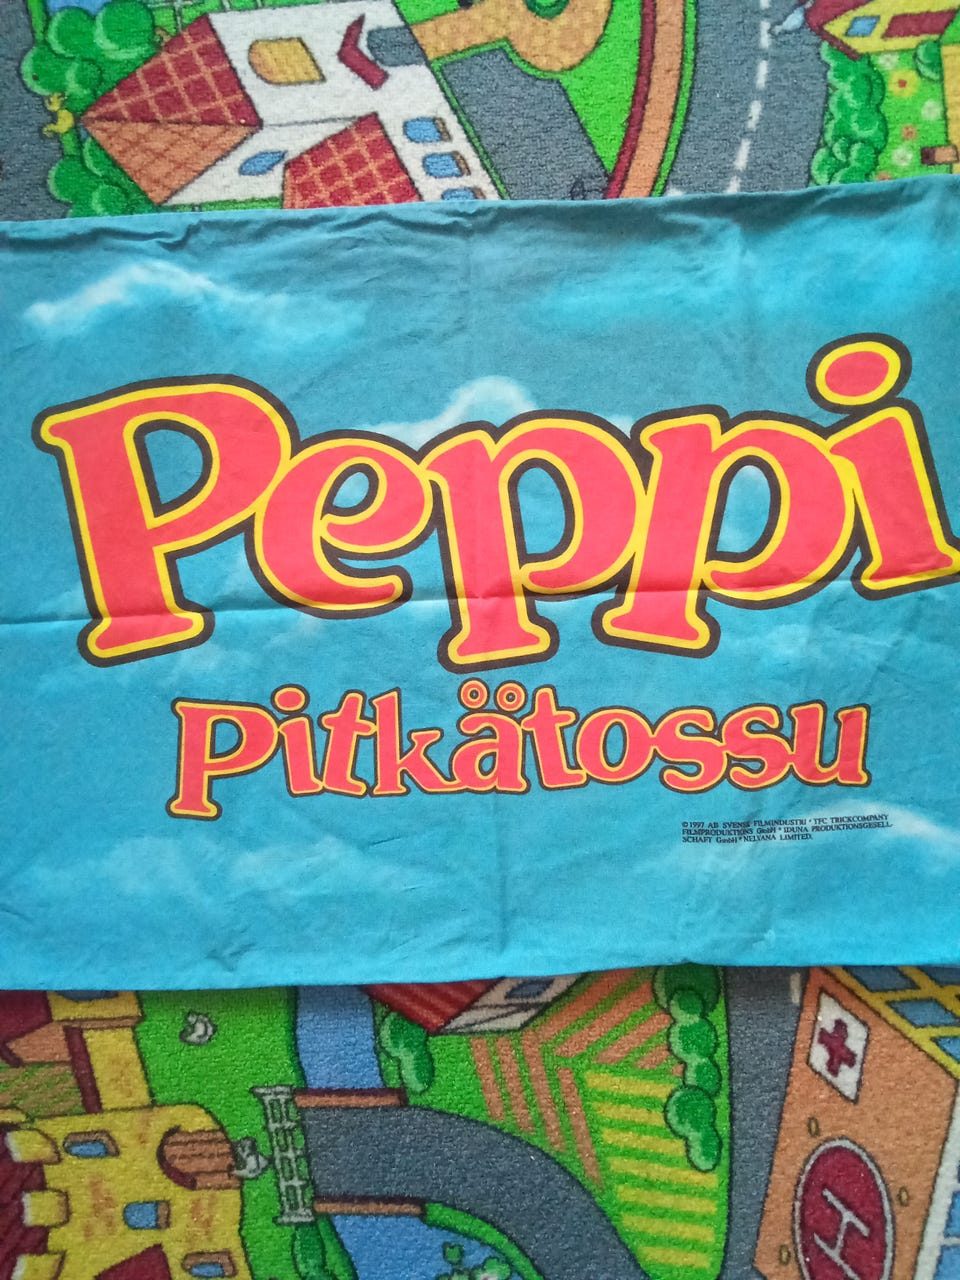 Peppi
Pitkätossu
© 1997 AB SVENSK FILMINDUSTRI * TFC TRICKCOMPANY
FILMPRODUKTIONS GmbH * IDUNA PRODUKTIONSGESELL-
SCHAFT GmbH * NELVANA LIMITED.
H